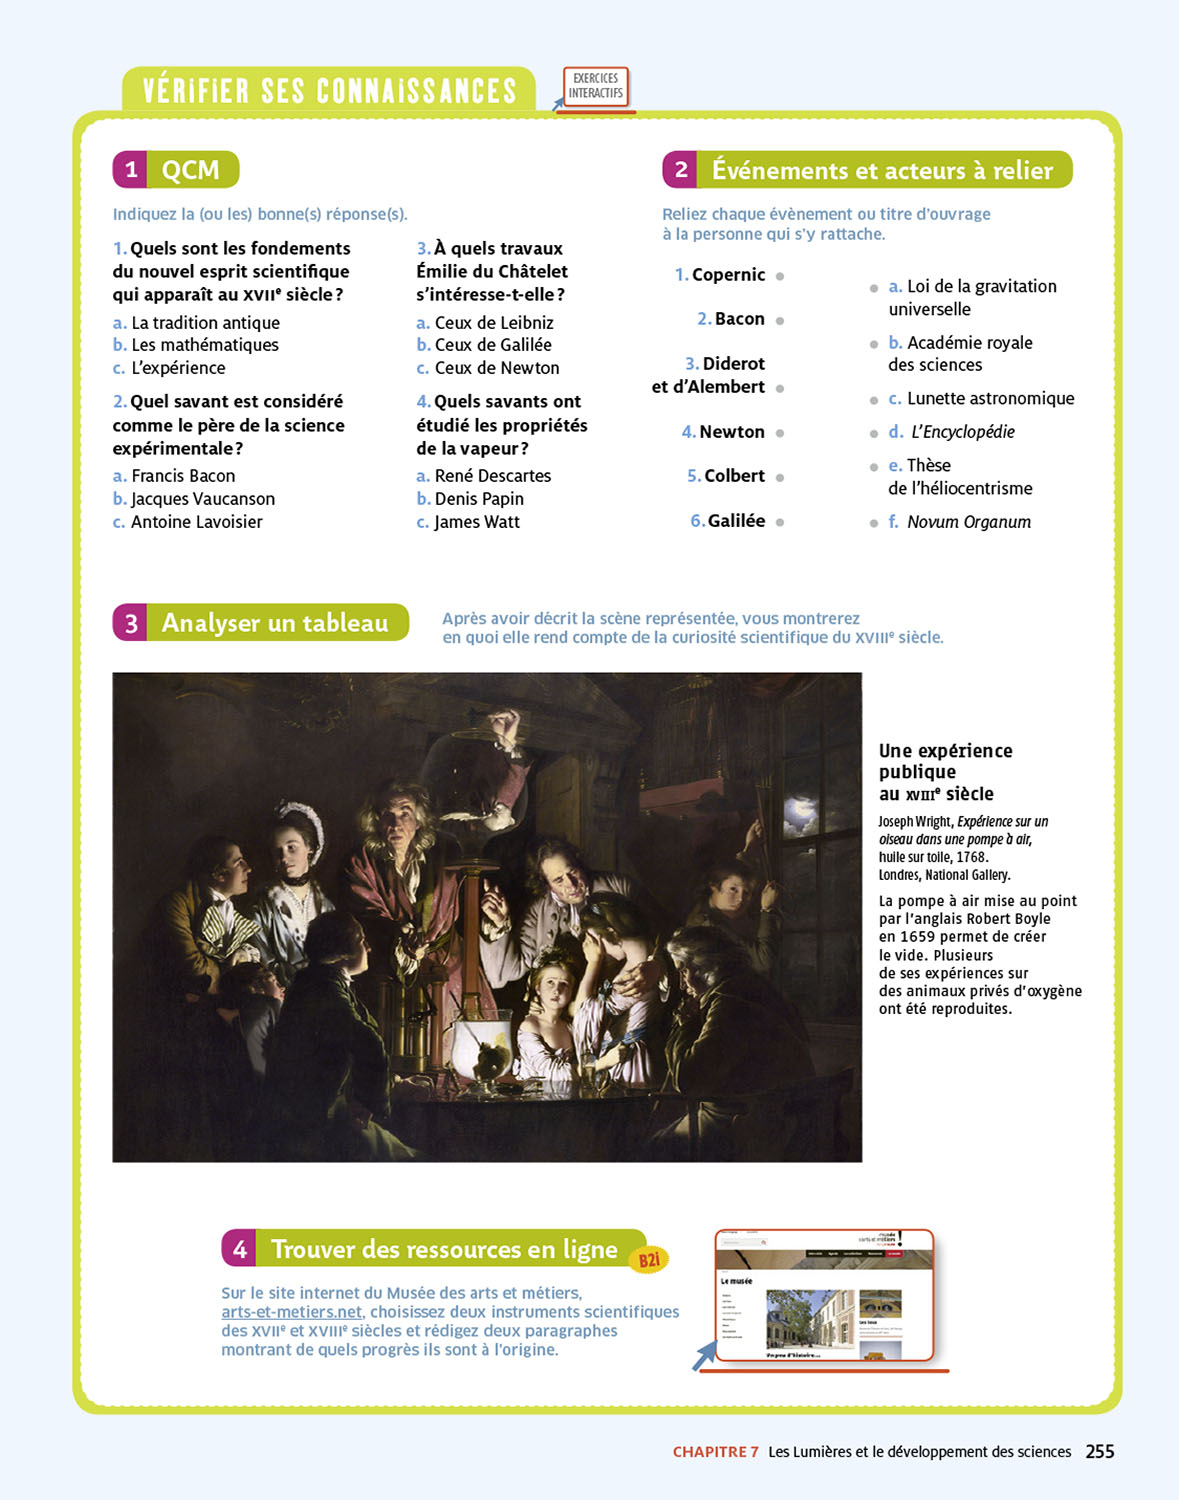 VÉRIFIER SES CONNAISSANCES
EXERCICES
INTERACTIFS
1 QCM
Indiquez la (ou les) bonne(s) réponse(s).
1. Quels sont les fondements
du nouvel esprit scientifique
qui apparaît au XVIIe siècle ?
a. La tradition antique
b. Les mathématiques
c. L'expérience
2. Quel savant est considéré
comme le père de la science
expérimentale ?
a. Francis Bacon
b. Jacques Vaucanson
c. Antoine Lavoisier
3. À quels travaux
Émilie du Châtelet
s'intéresse-t-elle ?
a. Ceux de Leibniz
b. Ceux de Galilée
c. Ceux de Newton
4. Quels savants ont
étudié les propriétés
de la vapeur ?
a. René Descartes
b. Denis Papin
c. James Watt
2 Événements et acteurs à relier
Reliez chaque évènement ou titre d'ouvrage
à la personne qui s'y rattache.
1. Copernic
2. Bacon
3. Diderot
et d'Alembert
4. Newton
5. Colbert
6. Galilée
a. Loi de la gravitation
universelle
b. Académie royale
des sciences
c. Lunette astronomique
d. L'Encyclopédie
e. Thèse
de l'héliocentrisme
f. Novum Organum
3 Analyser un tableau
Après avoir décrit la scène représentée, vous montrerez
en quoi elle rend compte de la curiosité scientifique du XVIIIe siècle.
Une expérience
publique
au XVIIIe siècle
Joseph Wright, Expérience sur un
oiseau dans une pompe à air,
huile sur toile, 1768.
Londres, National Gallery.
La pompe à air mise au point
par l'anglais Robert Boyle
en 1659 permet de créer
le vide. Plusieurs
de ses expériences sur
des animaux privés d'oxygène
ont été reproduites.
4 Trouver des ressources en ligne
B2i
Sur le site internet du Musée des arts et métiers,
arts-et-metiers.net, choisissez deux instruments scientifiques
des XVIIe et XVIIIe siècles et rédigez deux paragraphes
montrant de quels progrès ils sont à l'origine.
musée
arts et métiers
Le musée
Les lieux
Un peu d'histoire...
CHAPITRE 7 Les Lumières et le développement des sciences 255